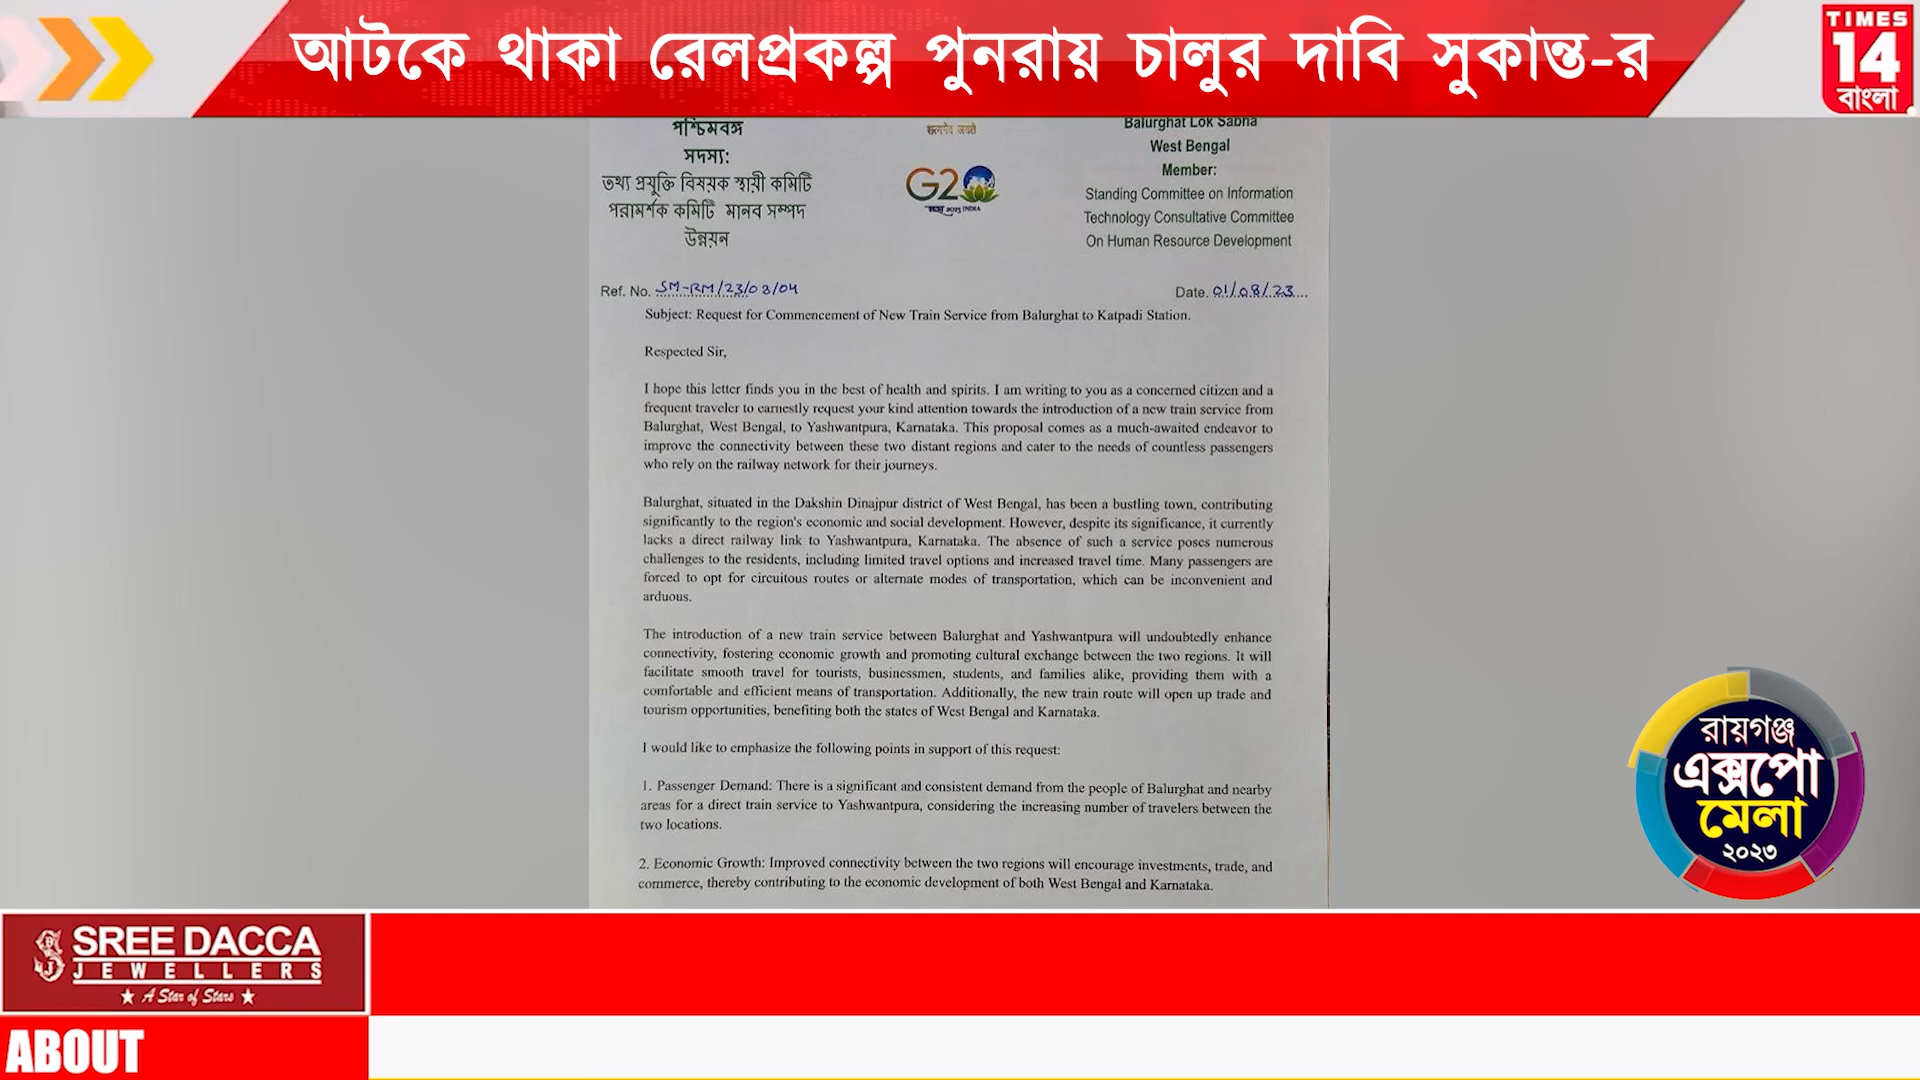 আটকে থাকা রেলপ্রকল্প পুনরায় চালুর দাবি সুকান্ত-র
TIMES
14
বাংলা
পশ্চিমবঙ্গ
সদস্য:
তথ্য প্রযুক্তি বিষয়ক স্থায়ী কমিটি
পরামর্শক কমিটি মানব সম্পদ
উন্নয়ন
सत्यमेव जयते
G20
भारत 2023 INDIA
Balurghat Lok Sabha
West Bengal
Member:
Standing Committee on Information
Technology Consultative Committee
On Human Resource Development
Ref. No. SM-RM/23/08/04
Date. 01/08/23
Subject: Request for Commencement of New Train Service from Balurghat to Katpadi Station.
Respected Sir,
I hope this letter finds you in the best of health and spirits. I am writing to you as a concerned citizen and a
frequent traveler to earnestly request your kind attention towards the introduction of a new train service from
Balurghat, West Bengal, to Yashwantpura, Karnataka. This proposal comes as a much-awaited endeavor to
improve the connectivity between these two distant regions and cater to the needs of countless passengers
who rely on the railway network for their journeys.
Balurghat, situated in the Dakshin Dinajpur district of West Bengal, has been a bustling town, contributing
significantly to the region's economic and social development. However, despite its significance, it currently
lacks a direct railway link to Yashwantpura, Karnataka. The absence of such a service poses numerous
challenges to the residents, including limited travel options and increased travel time. Many passengers are
forced to opt for circuitous routes or alternate modes of transportation, which can be inconvenient and
arduous.
The introduction of a new train service between Balurghat and Yashwantpura will undoubtedly enhance
connectivity, fostering economic growth and promoting cultural exchange between the two regions. It will
facilitate smooth travel for tourists, businessmen, students, and families alike, providing them with a
comfortable and efficient means of transportation. Additionally, the new train route will open up trade and
tourism opportunities, benefiting both the states of West Bengal and Karnataka.
I would like to emphasize the following points in support of this request:
1. Passenger Demand: There is a significant and consistent demand from the people of Balurghat and nearby
areas for a direct train service to Yashwantpura, considering the increasing number of travelers between the
two locations.
2. Economic Growth: Improved connectivity between the two regions will encourage investments, trade, and
commerce, thereby contributing to the economic development of both West Bengal and Karnataka.
রায়গঞ্জ
এক্সপো
মেলা
২০২৩
SREE DACCA
JEWELLERS
A Star of Stars
ABOUT